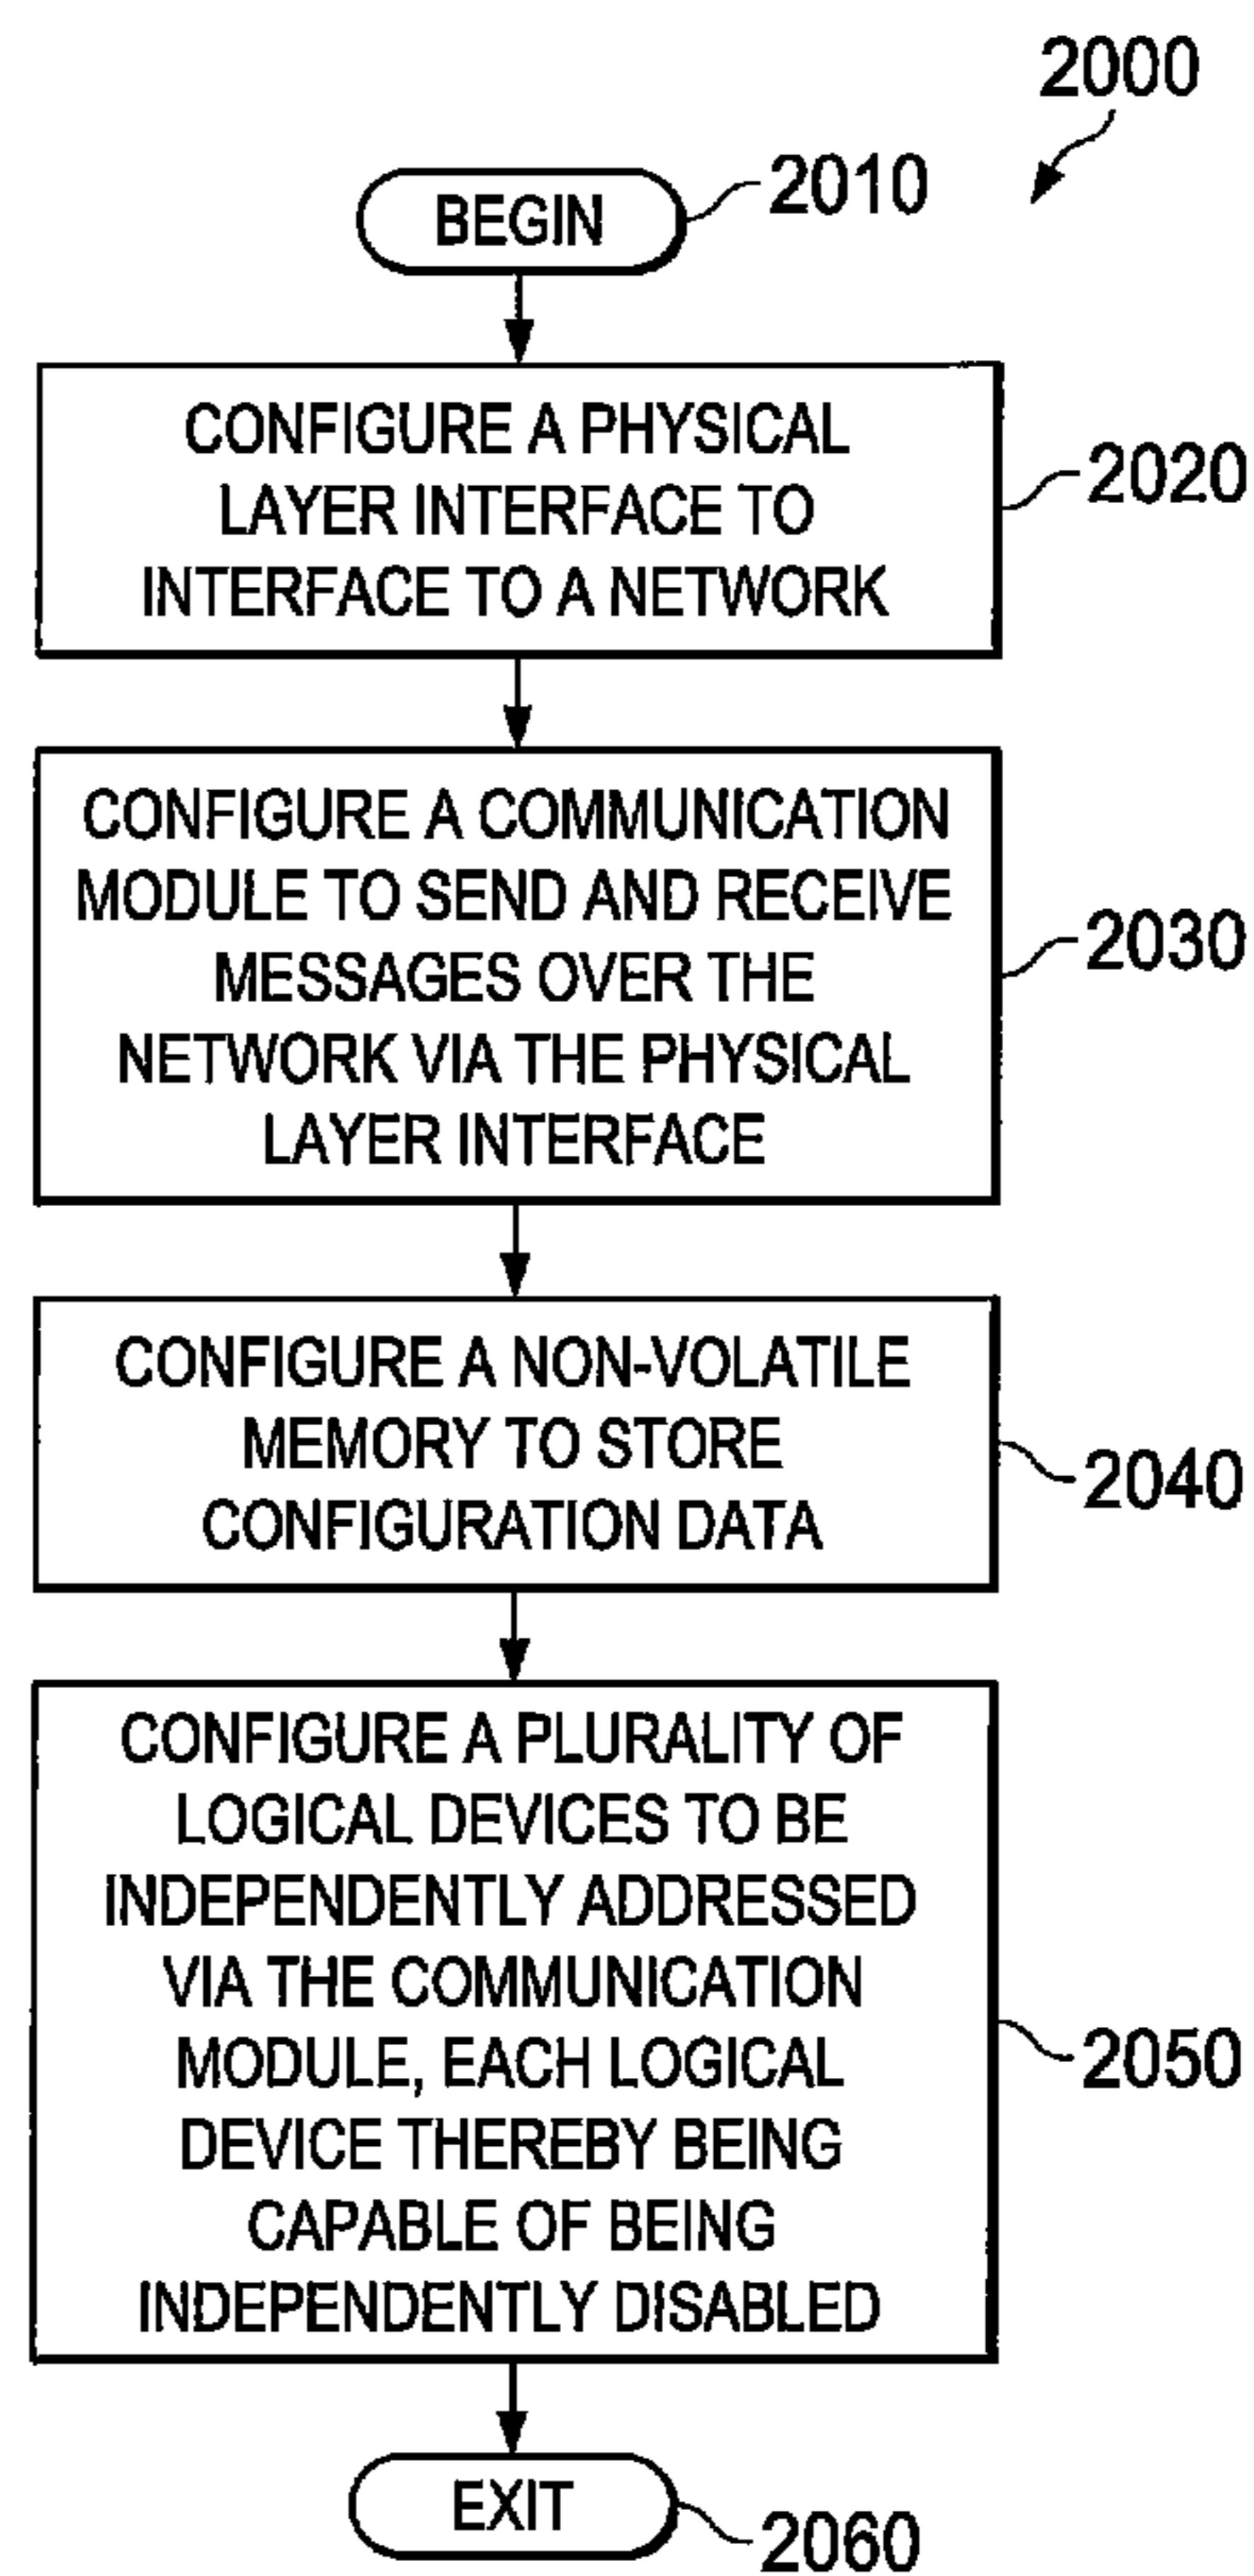 2000
BEGIN
2010
CONFIGURE A PHYSICAL
LAYER INTERFACE TO
INTERFACE TO A NETWORK
2020
CONFIGURE A COMMUNICATION
MODULE TO SEND AND RECEIVE
MESSAGES OVER THE
NETWORK VIA THE PHYSICAL
LAYER INTERFACE
2030
CONFIGURE A NON-VOLATILE
MEMORY TO STORE
CONFIGURATION DATA
2040
CONFIGURE A PLURALITY OF
LOGICAL DEVICES TO BE
INDEPENDENTLY ADDRESSED
VIA THE COMMUNICATION
MODULE, EACH LOGICAL
DEVICE THEREBY BEING
CAPABLE OF BEING
INDEPENDENTLY DISABLED
2050
EXIT
2060